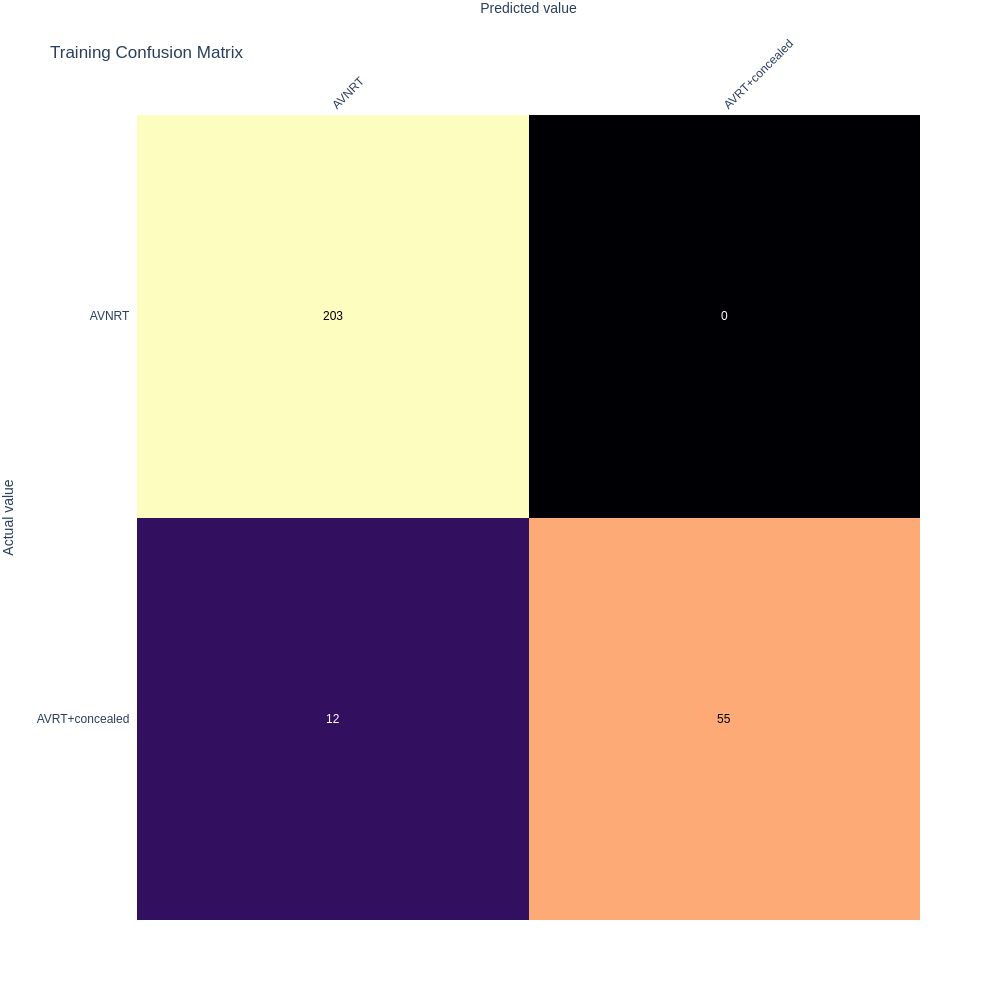 Predicted value
Training Confusion Matrix
AVNRT
AVRT+concealed
AVNRT
203
0
Actual value
AVRT+concealed
12
55